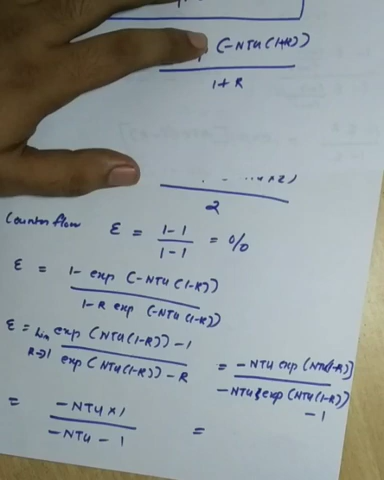 (-NTU(1+R))
1+R
2
Counter flow ε = 1-1 / 1-1 = 0/0
ε = 1- exp (-NTU(1-R)) / 1-R exp (-NTU(1-R))
ε = Lim R→1 exp(NTU(1-R)) -1 / exp(NTU(1-R)) - R = -NTU exp(NTU(1-R)) / -NTU exp(NTU(1-R)) -1
= -NTU×1 / -NTU - 1 =